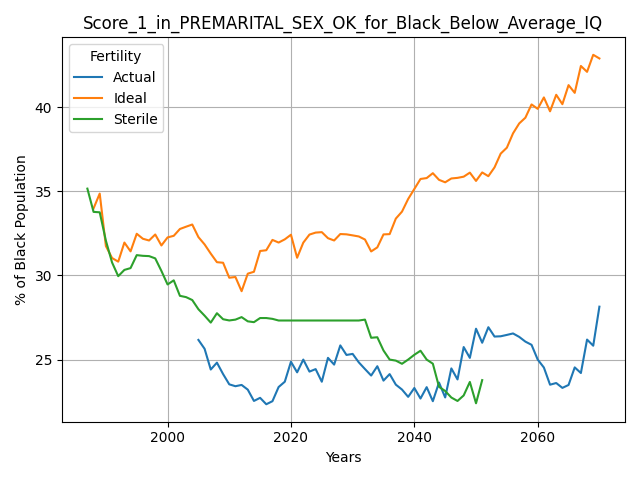 Score_1_in_PREMARITAL_SEX_OK_for_Black_Below_Average_IQ
Fertility
Actual
Ideal
Sterile
% of Black Population
40
35
30
25
2000 2020 2040 2060
Years